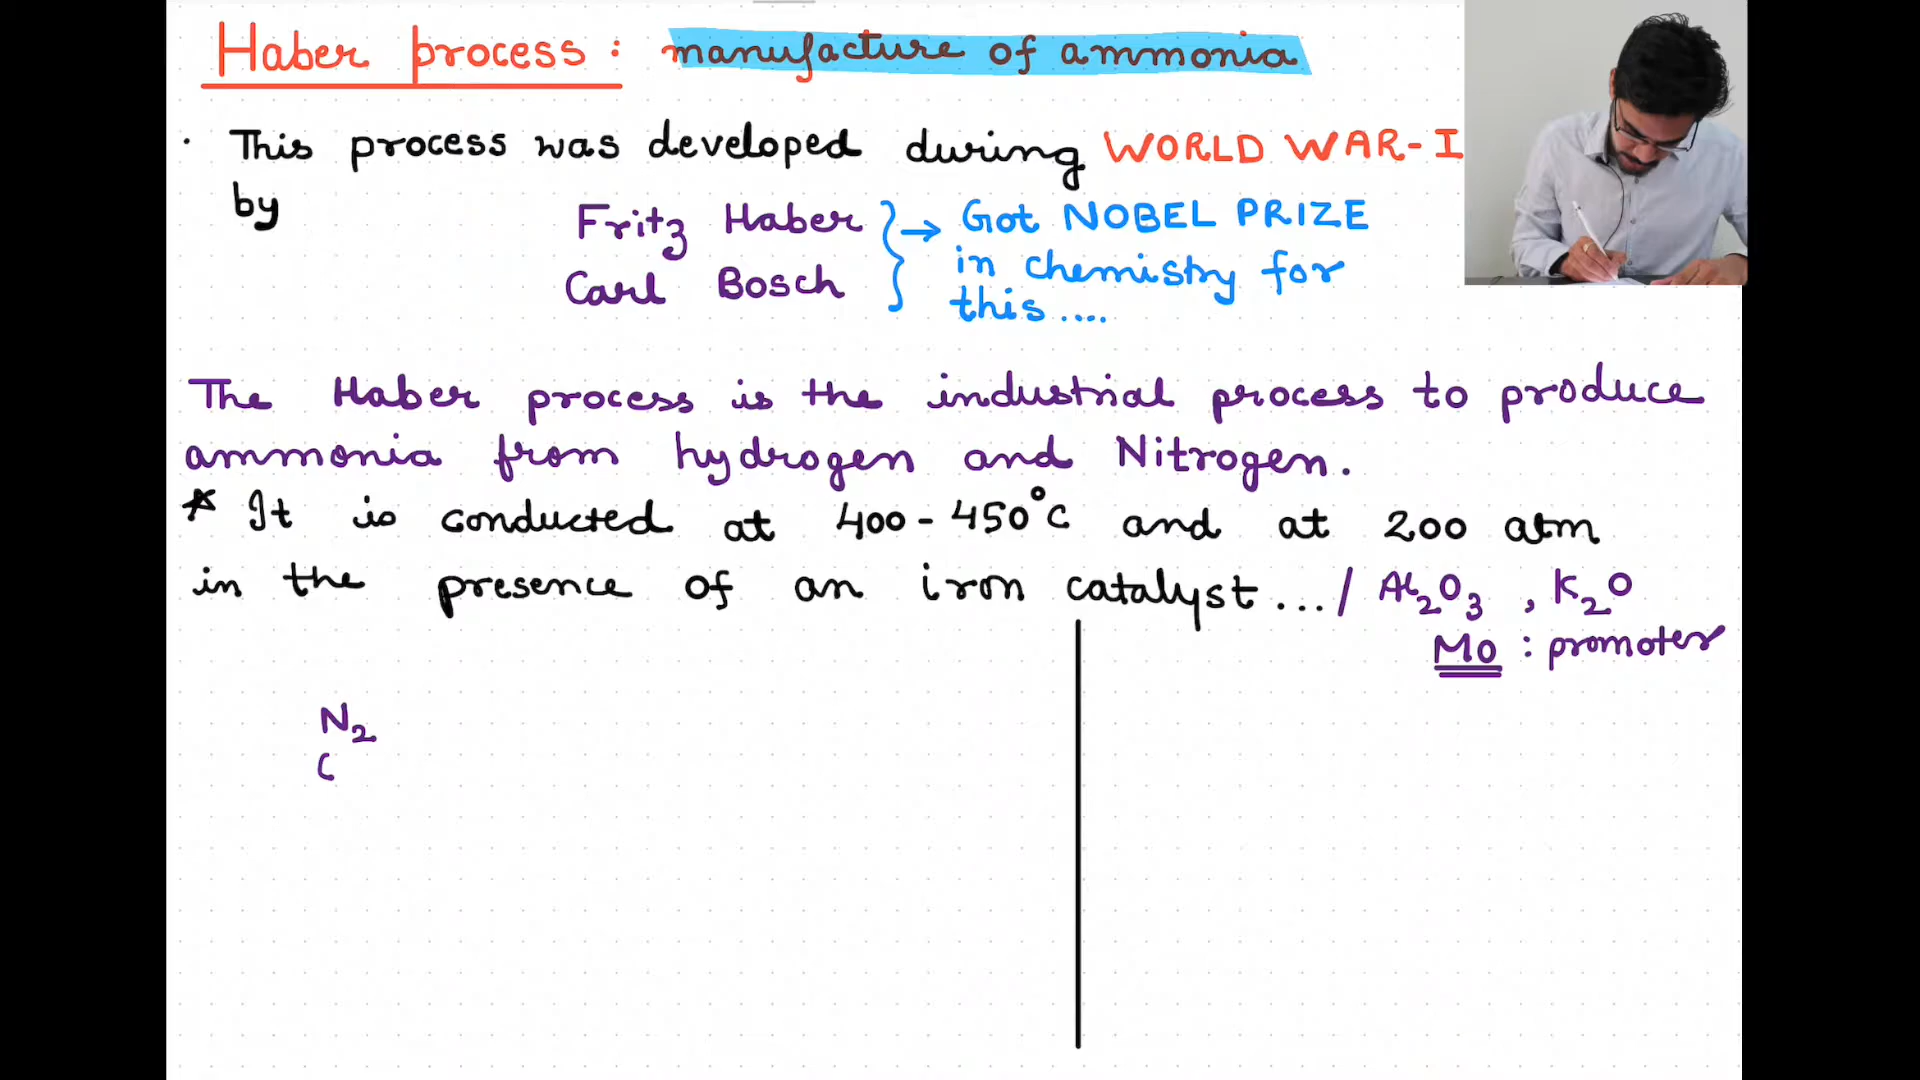 Haber process : manufacture of ammonia
· This process was developed during WORLD WAR-I
by
Fritz Haber
Carl Bosch
→ Got NOBEL PRIZE
in chemistry for
this ....
The Haber process is the industrial process to produce
ammonia from hydrogen and Nitrogen.
* It is conducted at 400 - 450°C and at 200 atm
in the presence of an iron catalyst ... / Al₂O₃ , K₂O
Mo : promoter
N₂
(